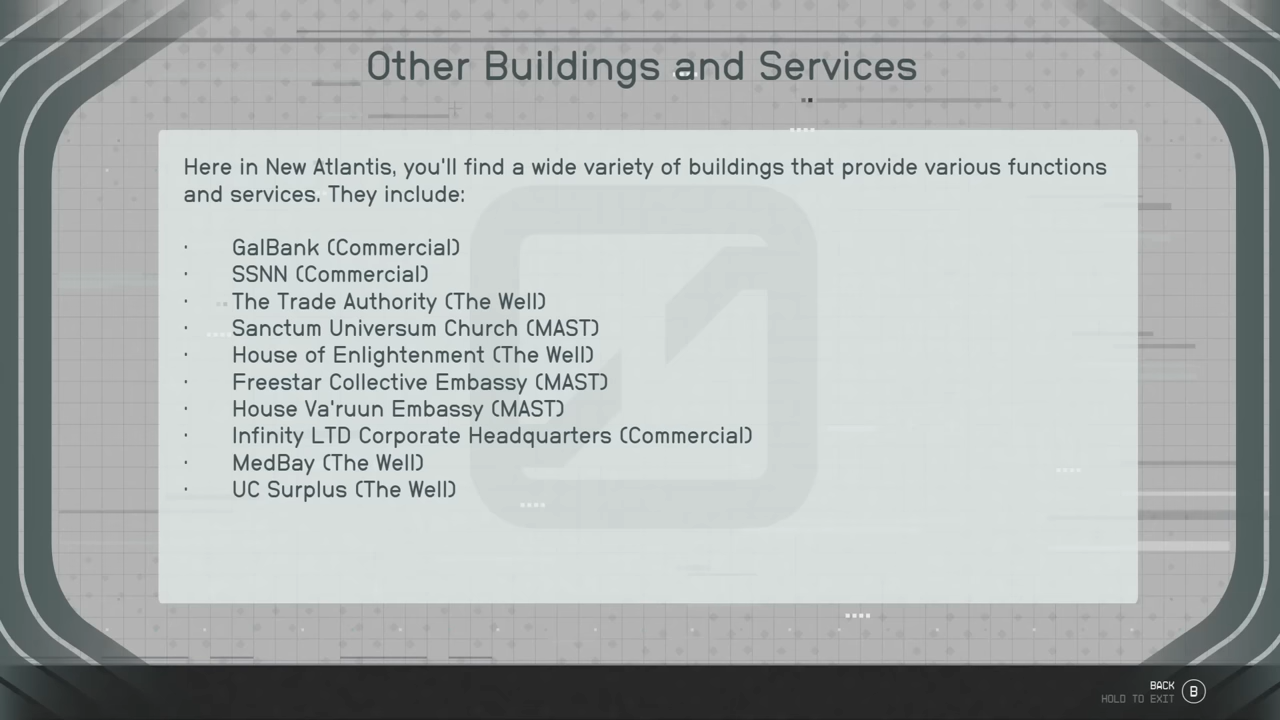 Other Buildings and Services
Here in New Atlantis, you'll find a wide variety of buildings that provide various functions
and services. They include:
· GalBank (Commercial)
· SSNN (Commercial)
· The Trade Authority (The Well)
· Sanctum Universum Church (MAST)
· House of Enlightenment (The Well)
· Freestar Collective Embassy (MAST)
· House Va'ruun Embassy (MAST)
· Infinity LTD Corporate Headquarters (Commercial)
· MedBay (The Well)
· UC Surplus (The Well)
BACK
HOLD TO EXIT
B